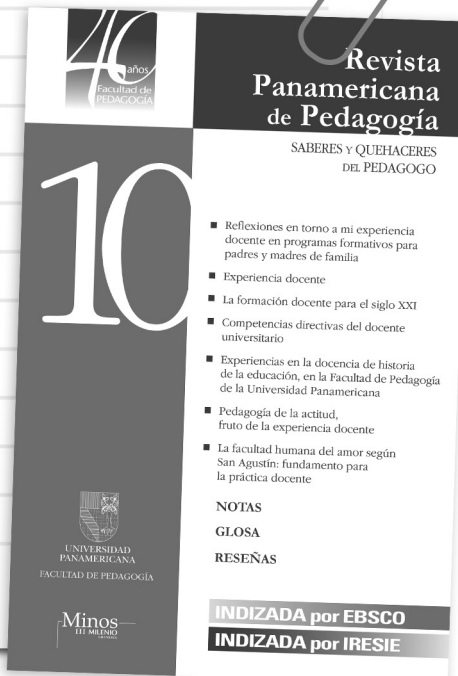 40
años
Facultad de
PEDAGOGÍA
Revista
Panamericana
de Pedagogía
SABERES Y QUEHACERES
DEL PEDAGOGO
10
■ Reflexiones en torno a mi experiencia
docente en programas formativos para
padres y madres de familia
■ Experiencia docente
■ La formación docente para el siglo XXI
■ Competencias directivas del docente
universitario
■ Experiencias en la docencia de historia
de la educación, en la Facultad de Pedagogía
de la Universidad Panamericana
■ Pedagogía de la actitud,
fruto de la experiencia docente
■ La facultad humana del amor según
San Agustín: fundamento para
la práctica docente
NOTAS
GLOSA
RESEÑAS
UNIVERSIDAD
PANAMERICANA
FACULTAD DE PEDAGOGÍA
Minos
III MILENIO
INDIZADA por EBSCO
INDIZADA por IRESIE